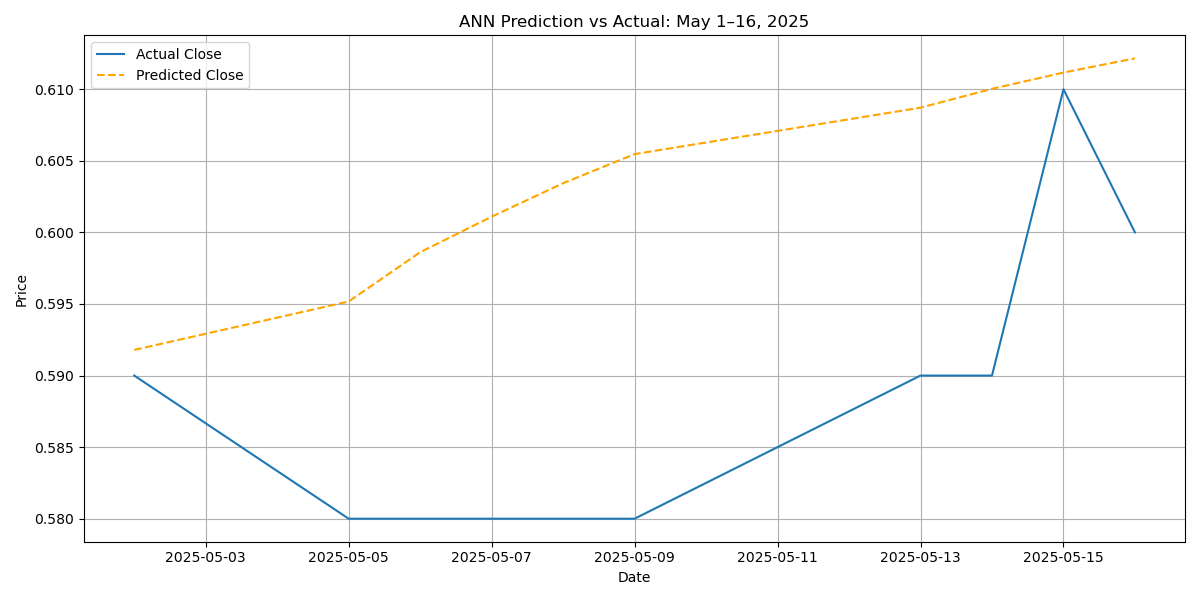 ANN Prediction vs Actual: May 1–16, 2025
Actual Close
Predicted Close
Price
0.610
0.605
0.600
0.595
0.590
0.585
0.580
2025-05-03
2025-05-05
2025-05-07
2025-05-09
2025-05-11
2025-05-13
2025-05-15
Date